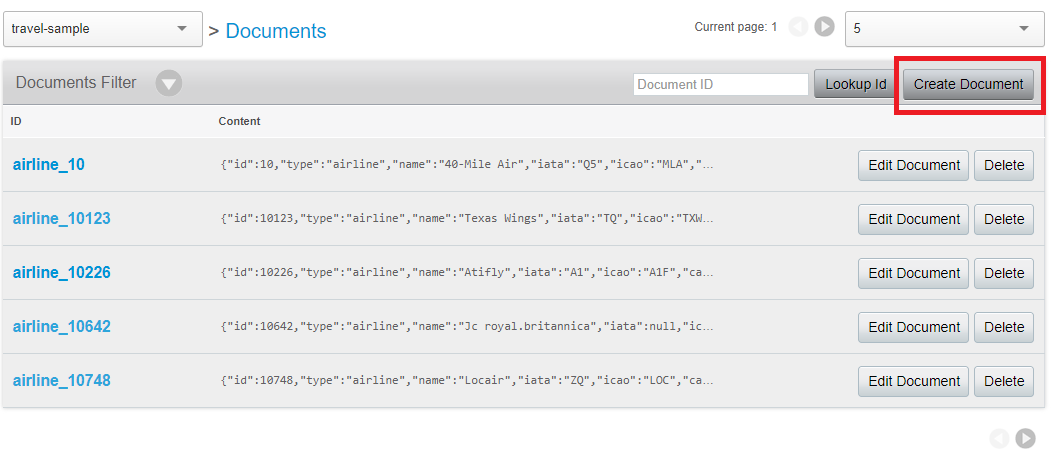 travel-sample > Documents Current page: 1 5
Documents Filter Document ID Lookup Id Create Document
ID Content
airline_10 {"id":10,"type":"airline","name":"40-Mile Air","iata":"Q5","icao":"MLA","... Edit Document Delete
airline_10123 {"id":10123,"type":"airline","name":"Texas Wings","iata":"TQ","icao":"TXW... Edit Document Delete
airline_10226 {"id":10226,"type":"airline","name":"Atifly","iata":"A1","icao":"A1F","ca... Edit Document Delete
airline_10642 {"id":10642,"type":"airline","name":"Jc royal.britannica","iata":null,"ic... Edit Document Delete
airline_10748 {"id":10748,"type":"airline","name":"Locair","iata":"ZQ","icao":"LOC","ca... Edit Document Delete